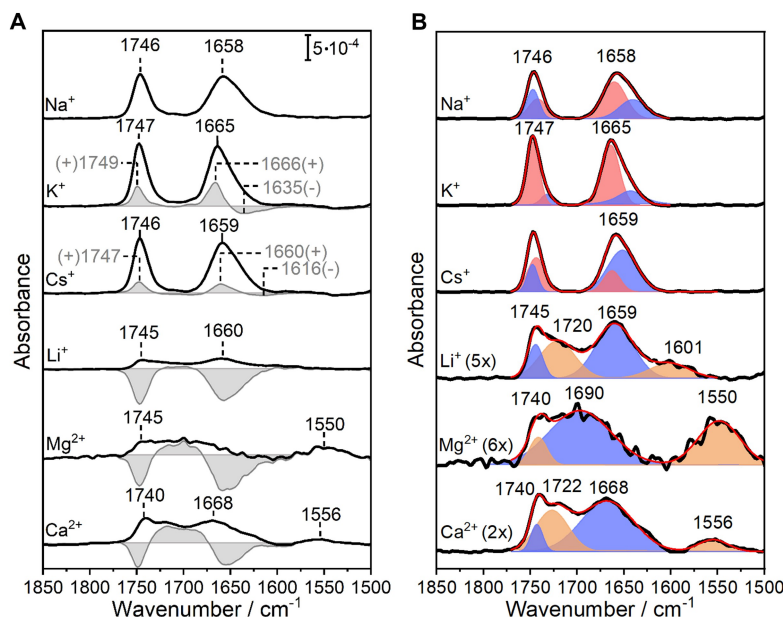 A
1746
1658
5·10-4
Na+
1747
1665
(+)1749
1666(+)
1635(-)
K+
1746
1659
(+)1747
1660(+)
1616(-)
Cs+
1745
1660
Li+
1745
1550
Mg2+
1740
1668
1556
Ca2+
1850 1800 1750 1700 1650 1600 1550 1500
Wavenumber / cm-1
Absorbance
B
1746
1658
Na+
1747
1665
K+
1746
1659
Cs+
1745
1720
1659
1601
Li+ (5x)
1740
1690
1550
Mg2+ (6x)
1740
1722
1668
1556
Ca2+ (2x)
1850 1800 1750 1700 1650 1600 1550 1500
Wavenumber / cm-1
Absorbance